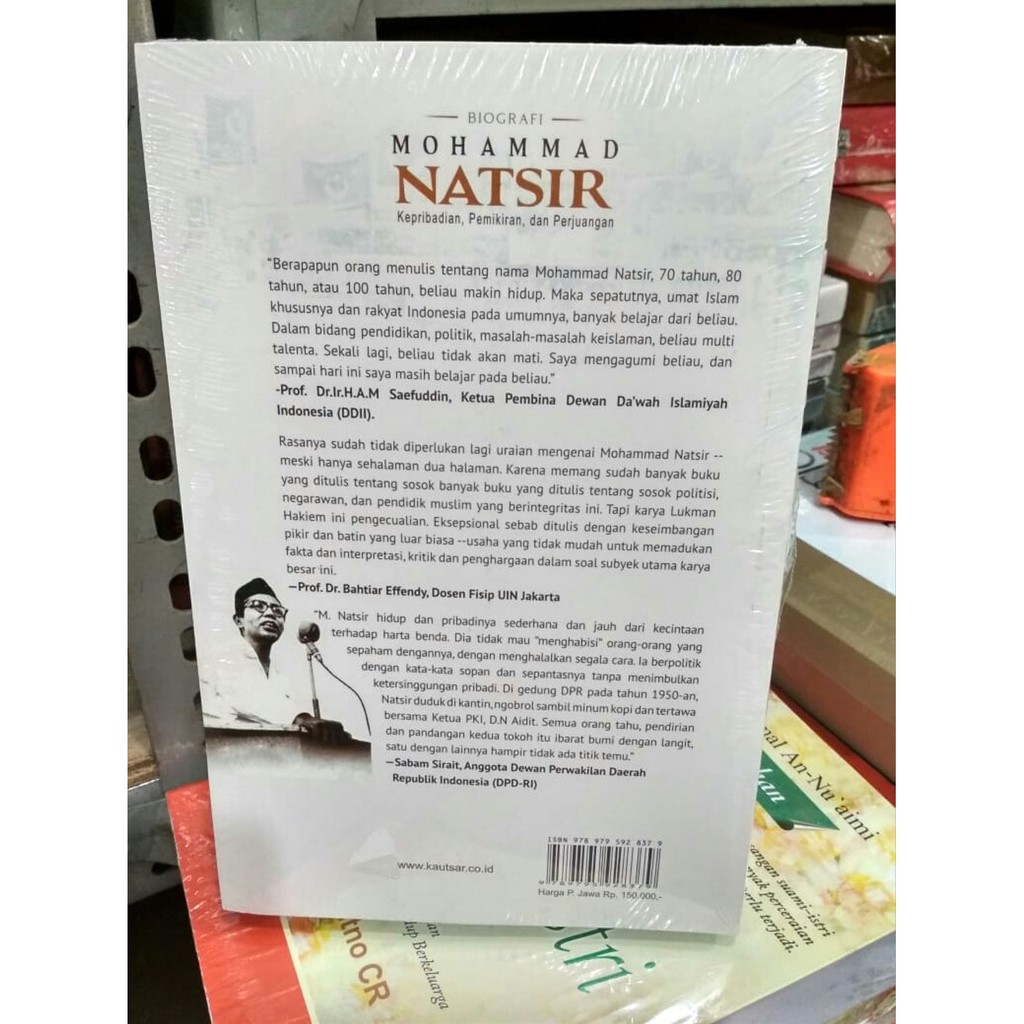 BIOGRAFI
MOHAMMAD
NATSIR
Kepribadian, Pemikiran, dan Perjuangan
"Berapapun orang menulis tentang nama Mohammad Natsir, 70 tahun, 80
tahun, atau 100 tahun, beliau makin hidup. Maka sepatutnya, umat Islam
khususnya dan rakyat Indonesia pada umumnya, banyak belajar dari beliau.
Dalam bidang pendidikan, politik, masalah-masalah keislaman, beliau multi
talenta. Sekali lagi, beliau tidak akan mati. Saya mengagumi beliau, dan
sampai hari ini saya masih belajar pada beliau."
-Prof. Dr.Ir.H.A.M Saefuddin, Ketua Pembina Dewan Da'wah Islamiyah
Indonesia (DDII).
Rasanya sudah tidak diperlukan lagi uraian mengenai Mohammad Natsir --
meski hanya sehalaman dua halaman. Karena memang sudah banyak buku
yang ditulis tentang sosok banyak buku yang ditulis tentang sosok politisi,
negarawan, dan pendidik muslim yang berintegritas ini. Tapi karya Lukman
Hakiem ini pengecualian. Eksepsional sebab ditulis dengan keseimbangan
pikir dan batin yang luar biasa --usaha yang tidak mudah untuk memadukan
fakta dan interpretasi, kritik dan penghargaan dalam soal subyek utama karya
besar ini.
—Prof. Dr. Bahtiar Effendy, Dosen Fisip UIN Jakarta
"M. Natsir hidup dan pribadinya sederhana dan jauh dari kecintaan
terhadap harta benda. Dia tidak mau "menghabisi" orang-orang yang
sepaham dengannya, dengan menghalalkan segala cara. Ia berpolitik
dengan kata-kata sopan dan sepantasnya tanpa menimbulkan
ketersinggungan pribadi. Di gedung DPR pada tahun 1950-an,
Natsir duduk di kantin, ngobrol sambil minum kopi dan tertawa
bersama Ketua PKI, D.N Aidit. Semua orang tahu, pendirian
dan pandangan kedua tokoh itu ibarat bumi dengan langit,
satu dengan lainnya hampir tidak ada titik temu."
—Sabam Sirait, Anggota Dewan Perwakilan Daerah
Republik Indonesia (DPD-RI)
ISBN 978 979 592 837 9
www.kautsar.co.id
Harga P. Jawa Rp. 150.000,-
An-Nu`aimi
suami-istri
perceraian
terjadi.
CR
Berkeluarga